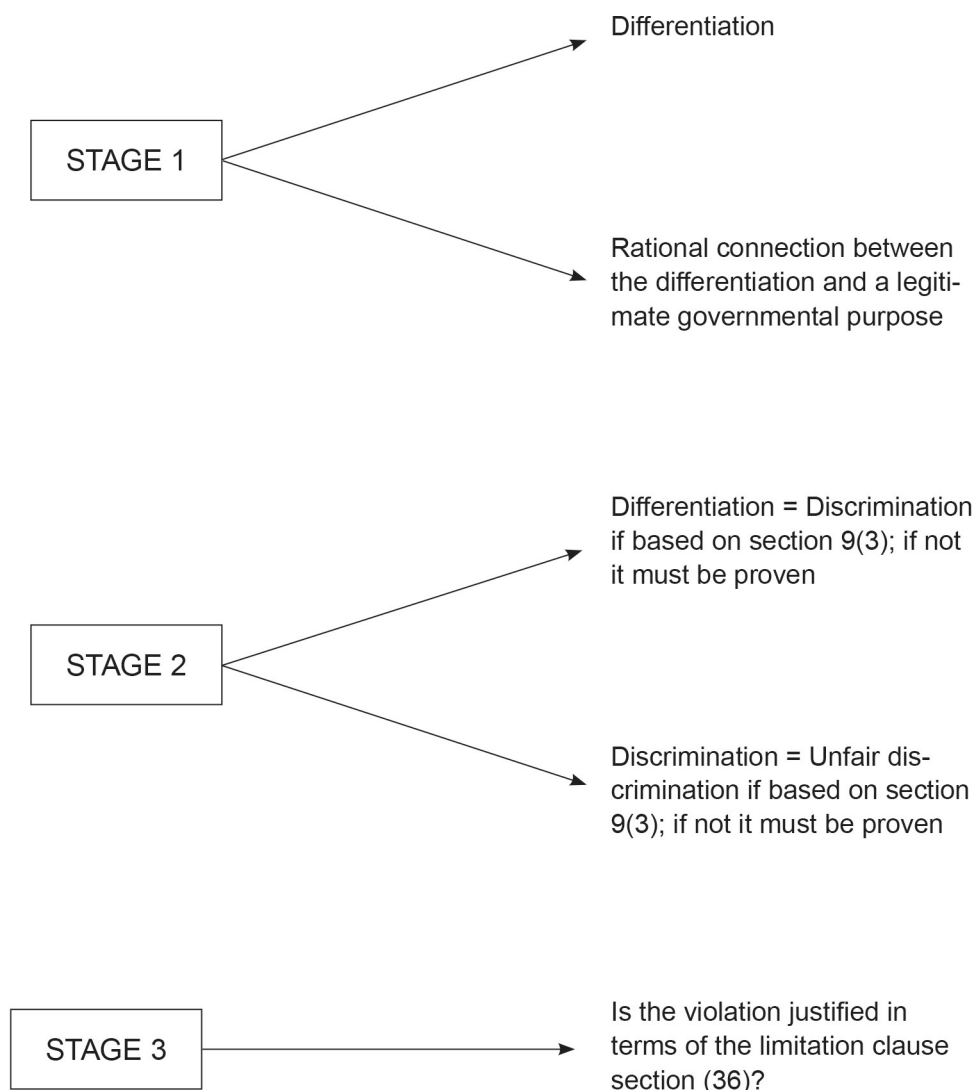 Differentiation
STAGE 1
Rational connection between
the differentiation and a legiti-
mate governmental purpose
Differentiation = Discrimination
if based on section 9(3); if not
it must be proven
STAGE 2
Discrimination = Unfair dis-
crimination if based on section
9(3); if not it must be proven
STAGE 3
Is the violation justified in
terms of the limitation clause
section (36)?